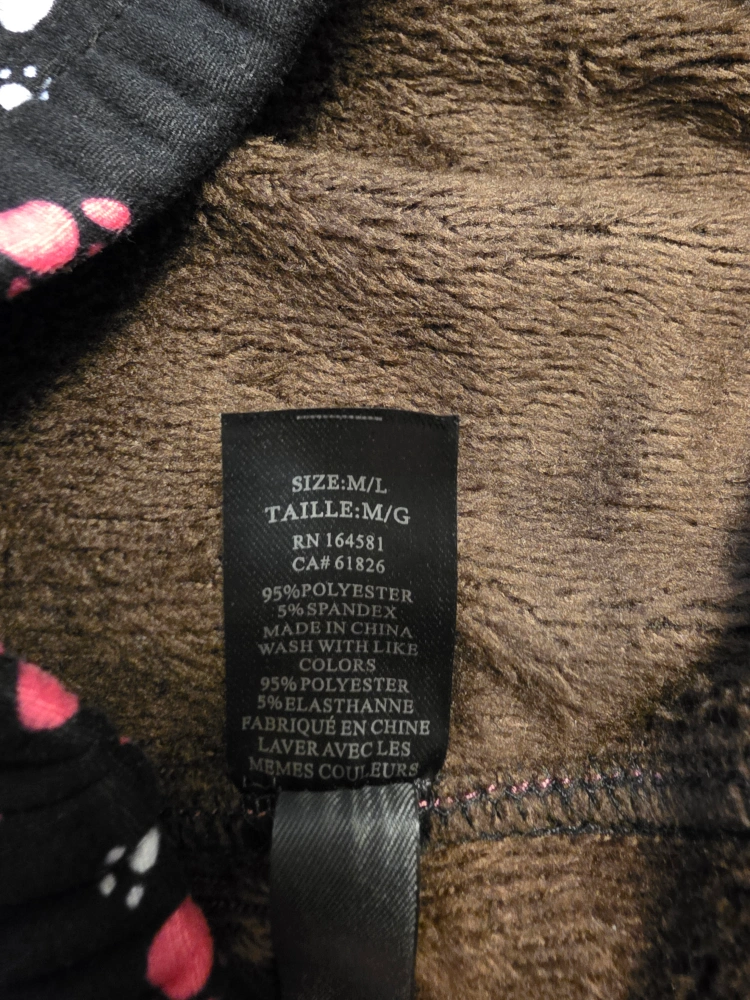 SIZE:M/L
TAILLE:M/G
RN 164581
CA# 61826
95%POLYESTER
5% SPANDEX
MADE IN CHINA
WASH WITH LIKE
COLORS
95%POLYESTER
5%ELASTHANNE
FABRIQUÉ EN CHINE
LAVER AVEC LES
MEMES COULEURS